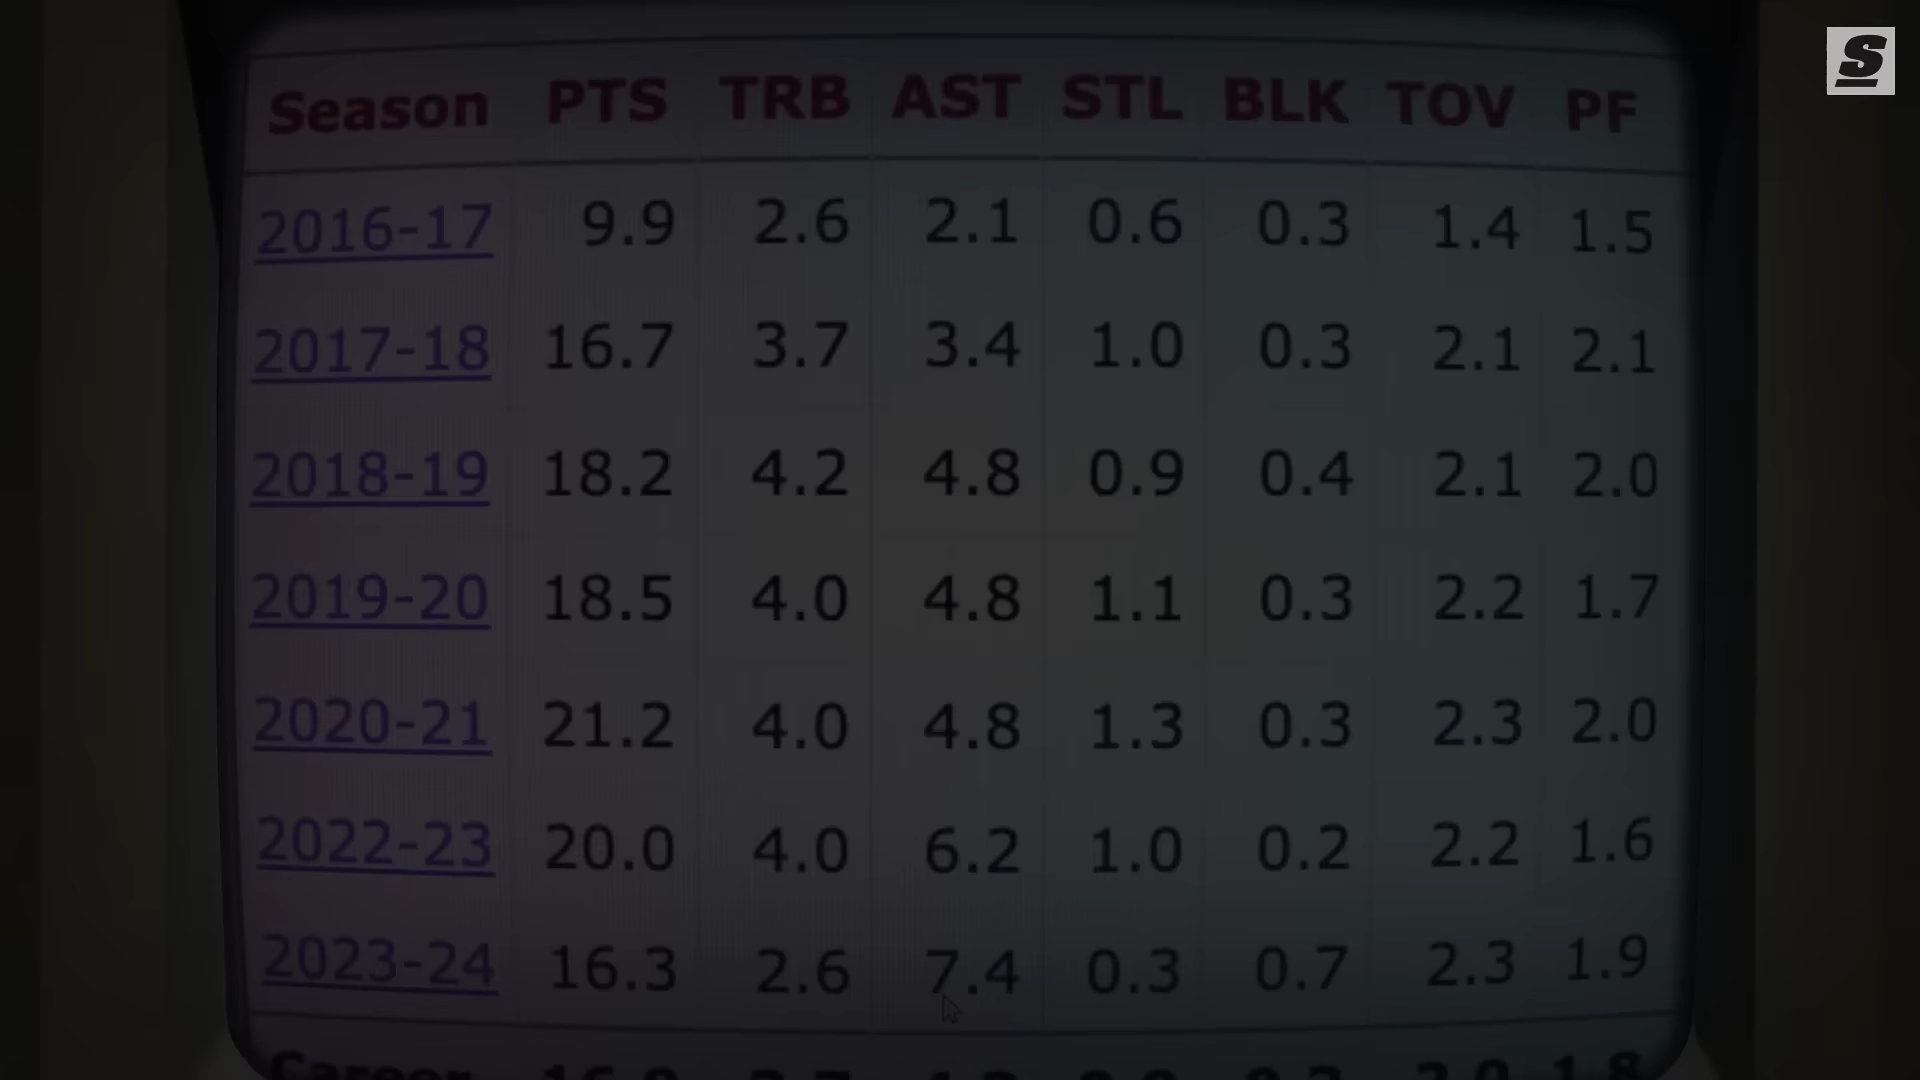 S
Season PTS TRB AST STL BLK TOV PF
2016-17 9.9 2.6 2.1 0.6 0.3 1.4 1.5
2017-18 16.7 3.7 3.4 1.0 0.3 2.1 2.1
2018-19 18.2 4.2 4.8 0.9 0.4 2.1 2.0
2019-20 18.5 4.0 4.8 1.1 0.3 2.2 1.7
2020-21 21.2 4.0 4.8 1.3 0.3 2.3 2.0
2022-23 20.0 4.0 6.2 1.0 0.2 2.2 1.6
2023-24 16.3 2.6 7.4 0.3 0.7 2.3 1.9
Career 1.8